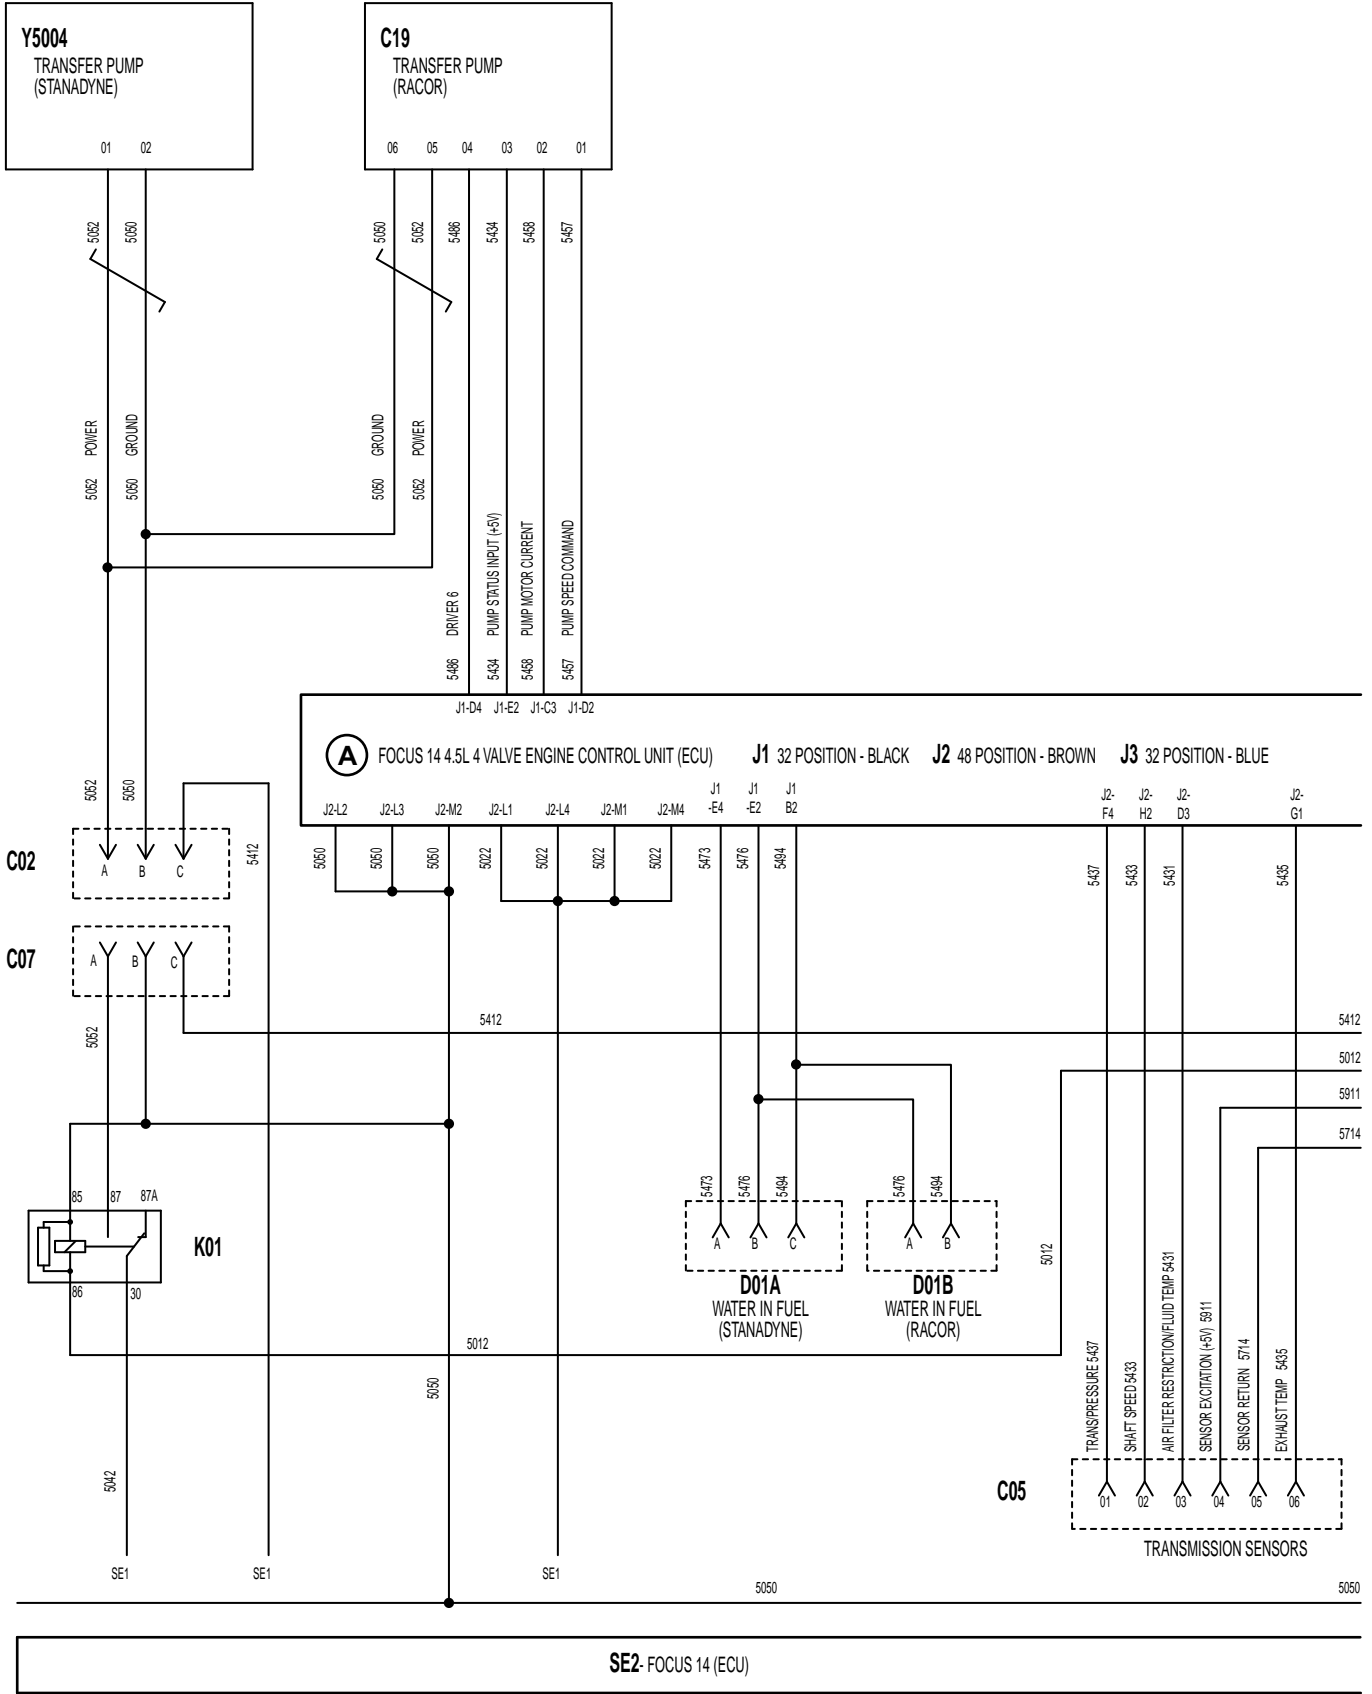 Y5004
TRANSFER PUMP
(STANADYNE)
01 02
C19
TRANSFER PUMP
(RACOR)
06 05 04 03 02 01
5052 5050
5050 5052 5486 5434 5458 5457
5052 POWER
5050 GROUND
5050 GROUND
5052 POWER
5486 DRIVER 6
5434 PUMP STATUS INPUT (+5V)
5458 PUMP MOTOR CURRENT
5457 PUMP SPEED COMMAND
J1-D4 J1-E2 J1-C3 J1-D2
A FOCUS 14 4.5L 4 VALVE ENGINE CONTROL UNIT (ECU) J1 32 POSITION - BLACK J2 48 POSITION - BROWN J3 32 POSITION - BLUE
J2-L2 J2-L3 J2-M2 J2-L1 J2-L4 J2-M1 J2-M4
J1
-E4
J1
-E2
J1
B2
J2-
F4
J2-
H2
J2-
D3
J2-
G1
5052 5050
C02
A B C
5412
5050 5050 5050 5022 5022 5022 5022 5473 5476 5494
5437 5433 5431 5435
C07
A B C
5052
5412 5412
5012
5911
5714
85 87 87A
K01
86 30
5473 5476 5494
A B C
D01A
WATER IN FUEL
(STANADYNE)
5476 5494
A B
D01B
WATER IN FUEL
(RACOR)
5012
5012
5050
5042
TRANS/PRESSURE 5437
SHAFT SPEED 5433
AIR FILTER RESTRICTION/FLUID TEMP 5431
SENSOR EXCITATION (+5V) 5911
SENSOR RETURN 5714
EXHAUST TEMP 5435
C05
01 02 03 04 05 06
TRANSMISSION SENSORS
SE1 SE1 SE1
5050 5050
SE2- FOCUS 14 (ECU)